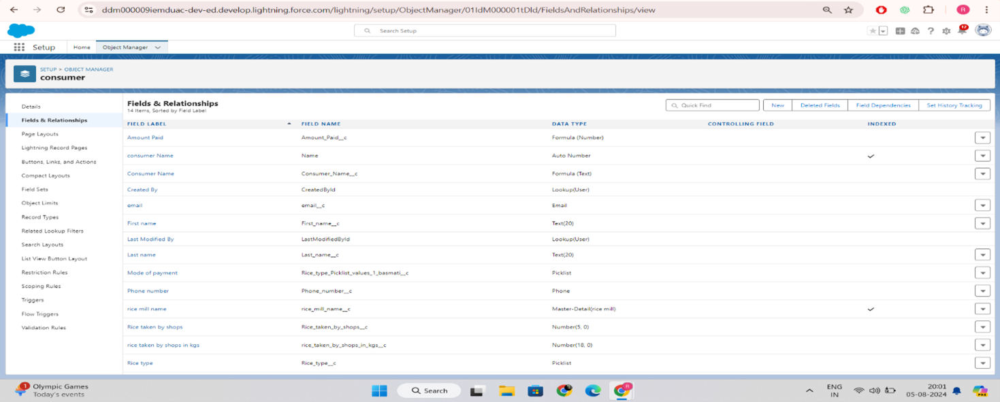 ddm000009iemduac-dev-ed.develop.lightning.force.com/lightning/setup/ObjectManager/01IdM000001tDld/FieldsAndRelationships/view
R
Search Setup
12
Setup Home Object Manager
SETUP > OBJECT MANAGER
consumer
Details
Fields & Relationships
Page Layouts
Lightning Record Pages
Buttons, Links, and Actions
Compact Layouts
Field Sets
Object Limits
Record Types
Related Lookup Filters
Search Layouts
List View Button Layout
Restriction Rules
Scoping Rules
Triggers
Flow Triggers
Validation Rules
Fields & Relationships
14 Items, Sorted by Field Label
Quick Find New Deleted Fields Field Dependencies Set History Tracking
FIELD LABEL FIELD NAME DATA TYPE CONTROLLING FIELD INDEXED
Amount Paid Amount_Paid__c Formula (Number)
consumer Name Name Auto Number
Consumer Name Consumer_Name__c Formula (Text)
Created By CreatedById Lookup(User)
email email__c Email
First name First_name__c Text(20)
Last Modified By LastModifiedById Lookup(User)
Last name Last_name__c Text(20)
Mode of payment Rice_type_Picklist_values_1_basmati__c Picklist
Phone number Phone_number__c Phone
rice mill name rice_mill_name__c Master-Detail(rice mill)
Rice taken by shops Rice_taken_by_shops__c Number(5, 0)
rice taken by shops in kgs rice_taken_by_shops_in_kgs__c Number(18, 0)
Rice type Rice_type__c Picklist
1
Olympic Games
Today's events
Search
R
ENG
IN
20:01
05-08-2024
PRE